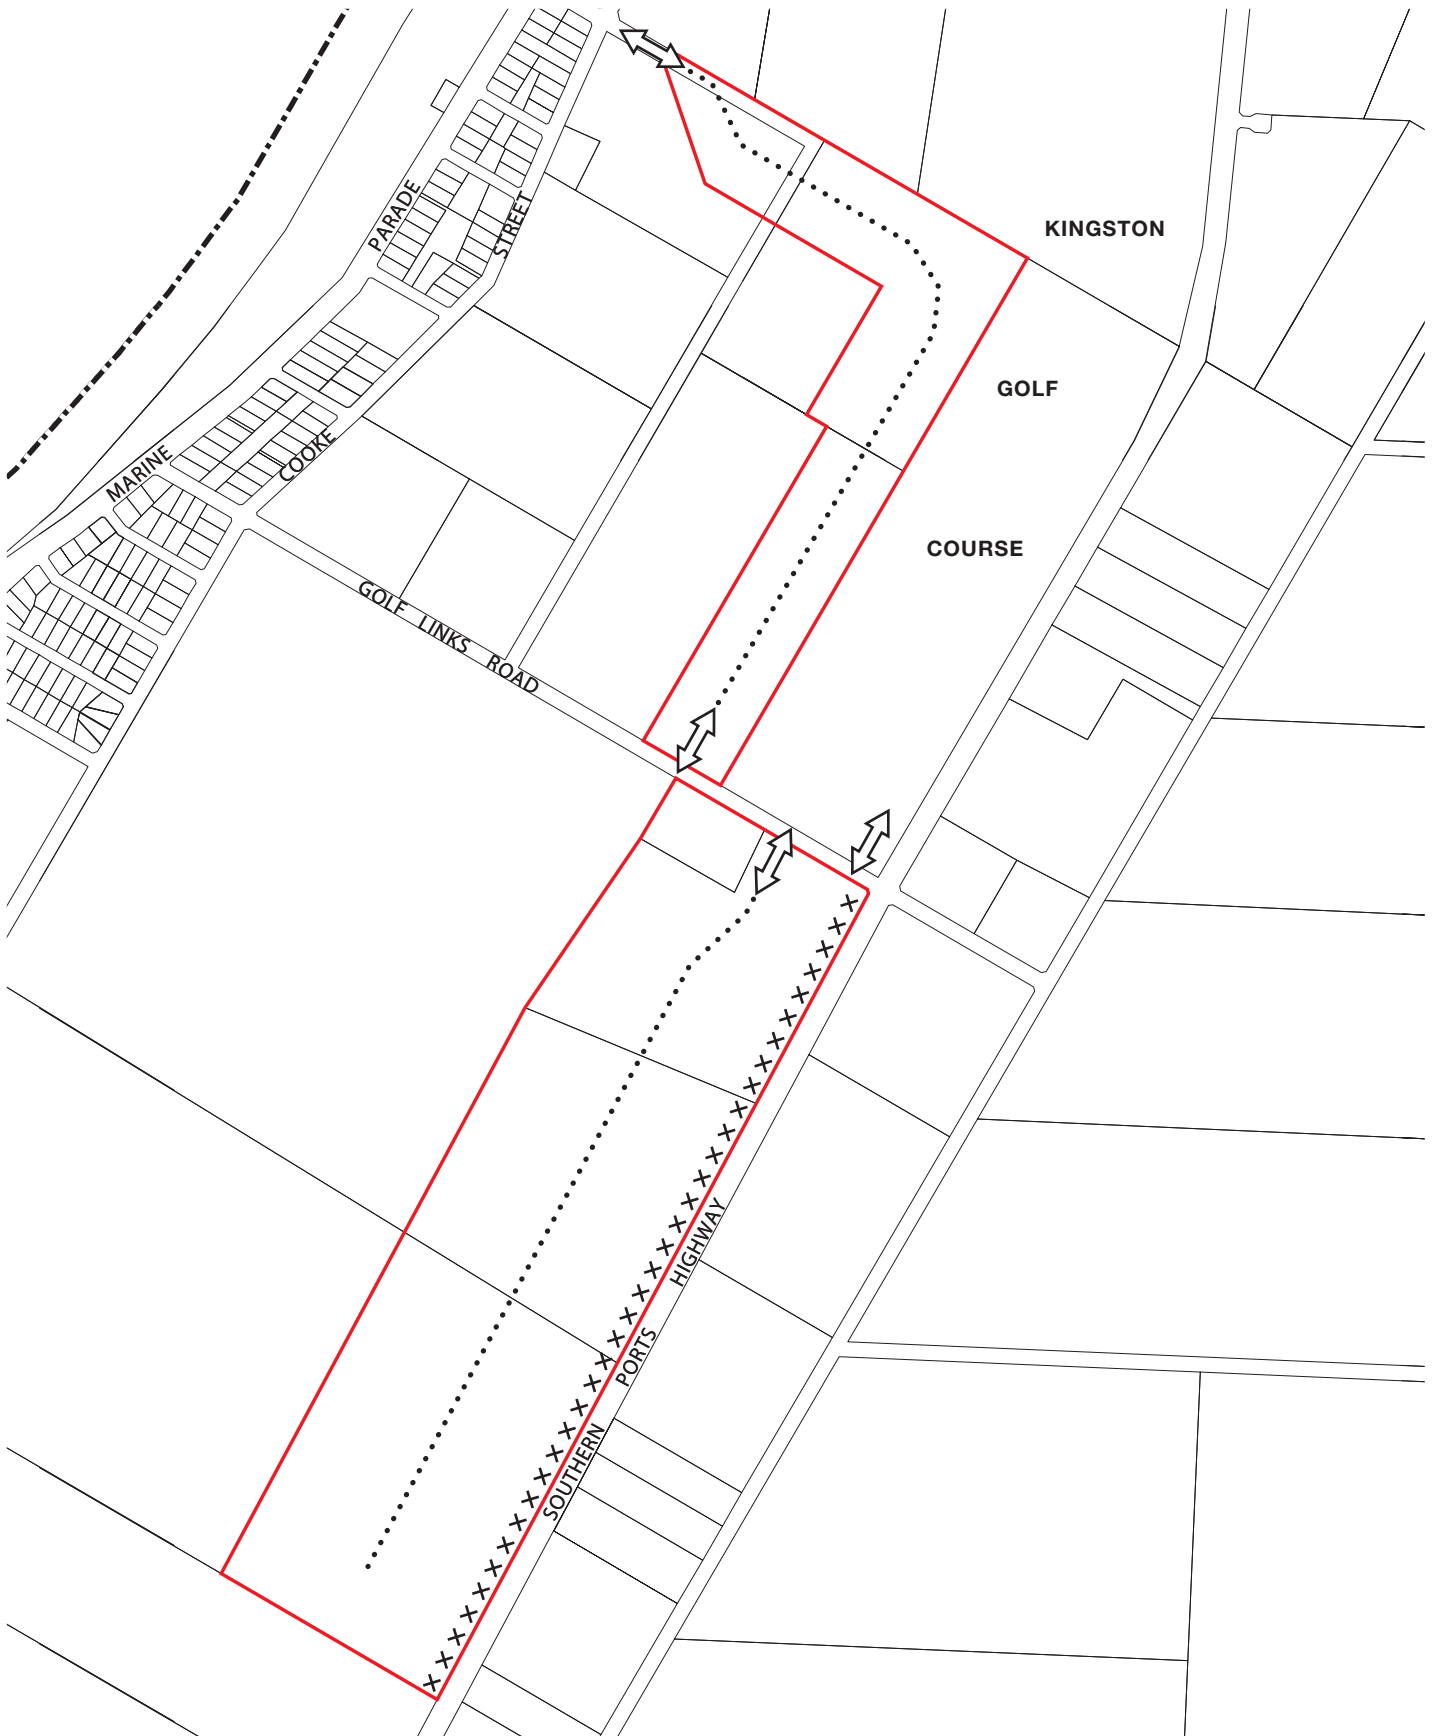 PARADE
STREET
KINGSTON
GOLF
COURSE
MARINE
COOKE
GOLF LINKS ROAD
HIGHWAY
PORTS
SOUTHERN